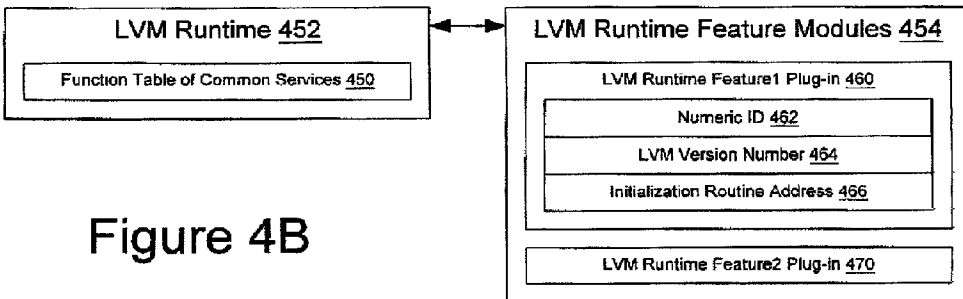 LVM Runtime 452
Function Table of Common Services 450
LVM Runtime Feature Modules 454
LVM Runtime Feature1 Plug-in 460
Numeric ID 462
LVM Version Number 464
Initialization Routine Address 466
LVM Runtime Feature2 Plug-in 470
Figure 4B